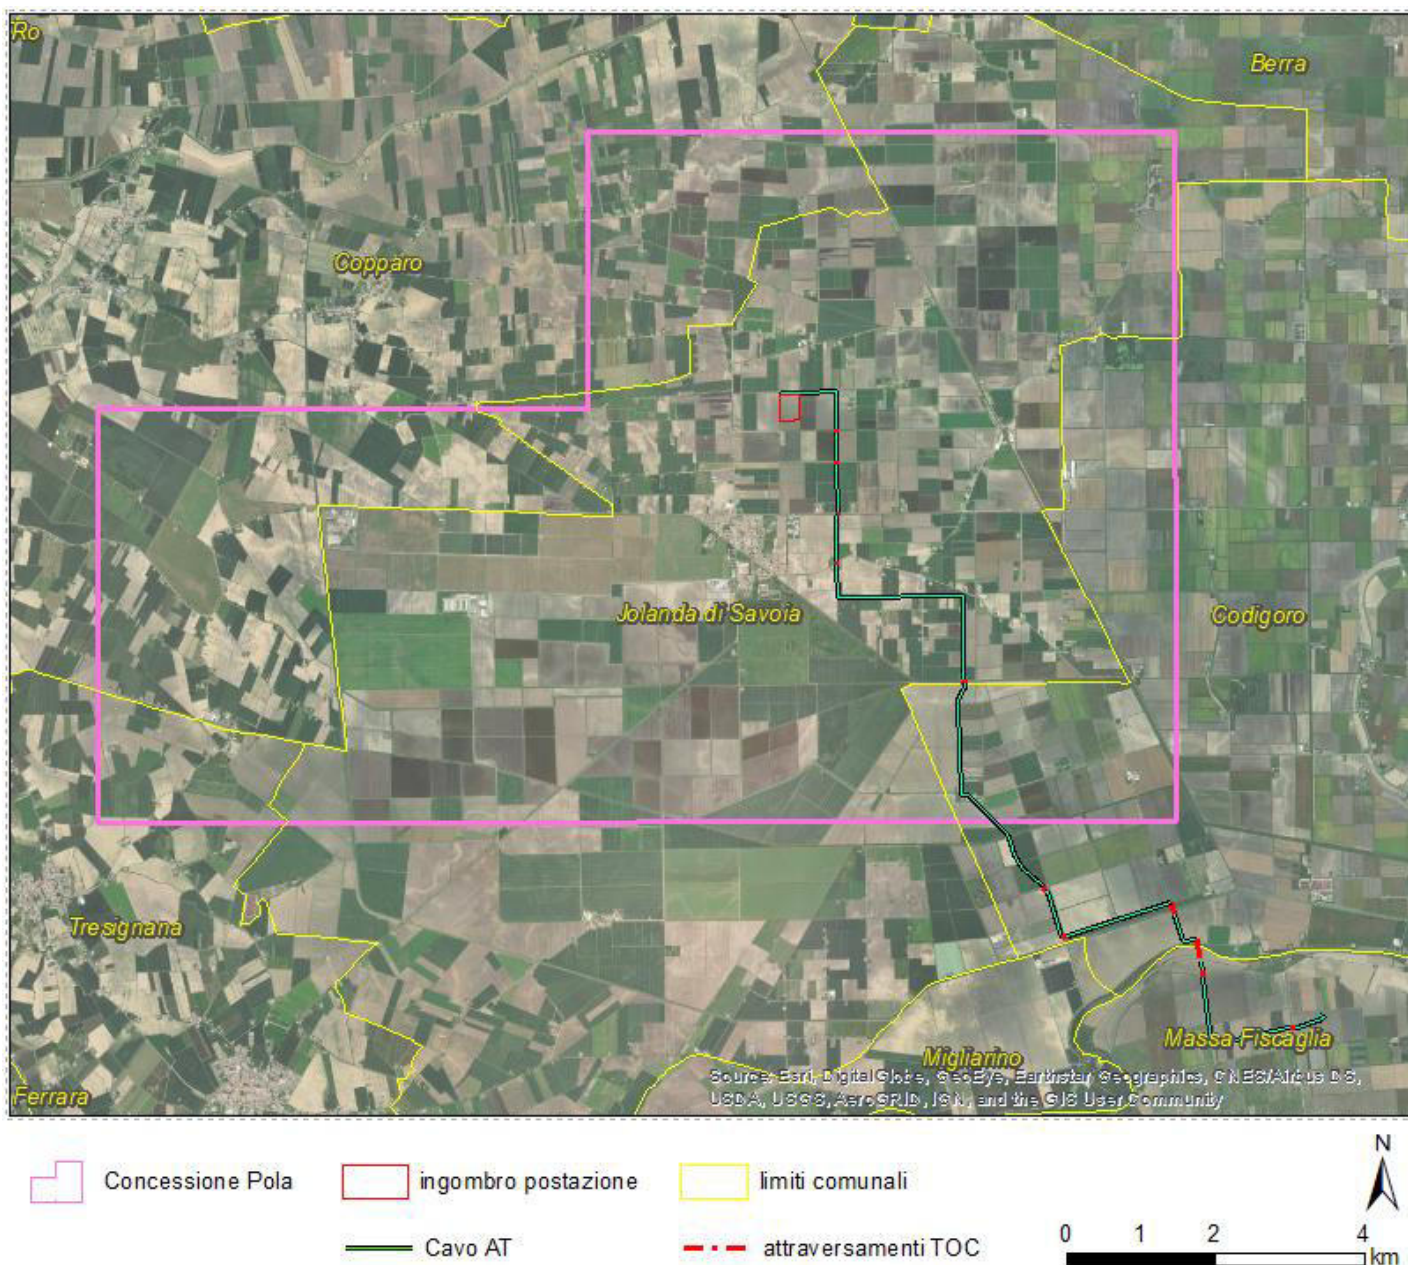 Ro
Berra
Copparo
Jolanda di Savoia
Codigoro
Tresignana
Massa Fiscaglia
Migliarino
Ferrara
Source: Esri, DigitalGlobe, GeoEye, Earthstar Geographics, CNES/Airbus DS,
USDA, USGS, AeroGRID, IGN, and the GIS User Community
N
Concessione Pola
ingombro postazione
limiti comunali
Cavo AT
attraversamenti TOC
0 1 2 4
km